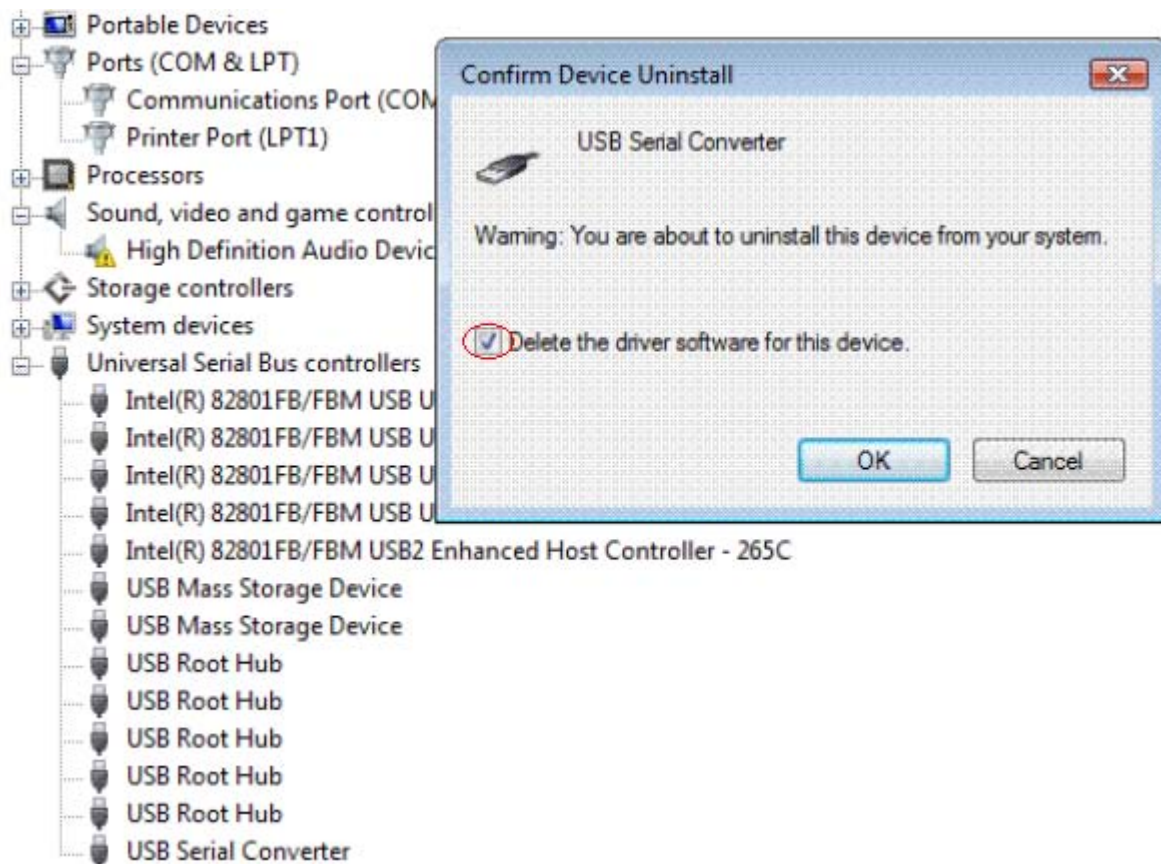 Portable Devices
Ports (COM & LPT)
Communications Port (COM
Printer Port (LPT1)
Processors
Sound, video and game control
High Definition Audio Devic
Storage controllers
System devices
Universal Serial Bus controllers
Intel(R) 82801FB/FBM USB U
Intel(R) 82801FB/FBM USB U
Intel(R) 82801FB/FBM USB U
Intel(R) 82801FB/FBM USB U
Intel(R) 82801FB/FBM USB2 Enhanced Host Controller - 265C
USB Mass Storage Device
USB Mass Storage Device
USB Root Hub
USB Root Hub
USB Root Hub
USB Root Hub
USB Root Hub
USB Serial Converter
Confirm Device Uninstall
USB Serial Converter
Warning: You are about to uninstall this device from your system.
Delete the driver software for this device.
OK Cancel